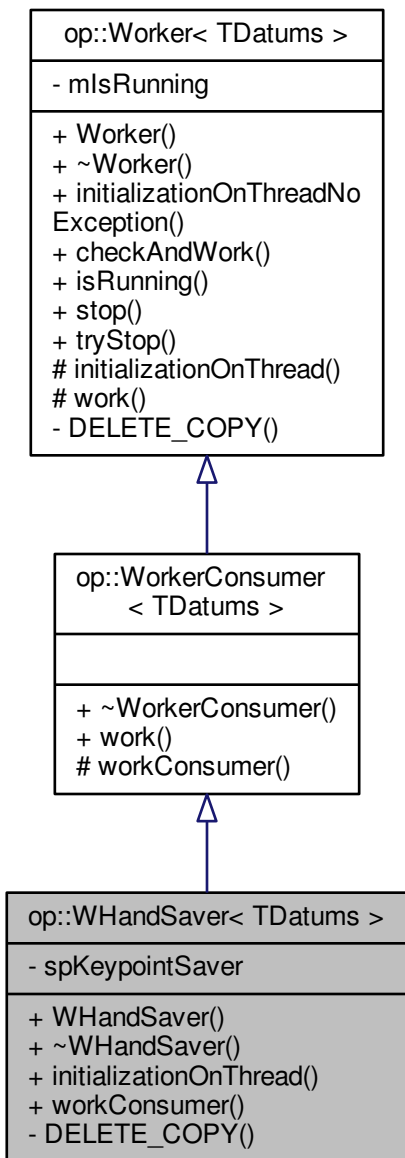 op::Worker< TDatums >
- mIsRunning
+ Worker()
+ ~Worker()
+ initializationOnThreadNo
Exception()
+ checkAndWork()
+ isRunning()
+ stop()
+ tryStop()
# initializationOnThread()
# work()
- DELETE_COPY()
op::WorkerConsumer
< TDatums >
+ ~WorkerConsumer()
+ work()
# workConsumer()
op::WHandSaver< TDatums >
- spKeypointSaver
+ WHandSaver()
+ ~WHandSaver()
+ initializationOnThread()
+ workConsumer()
- DELETE_COPY()